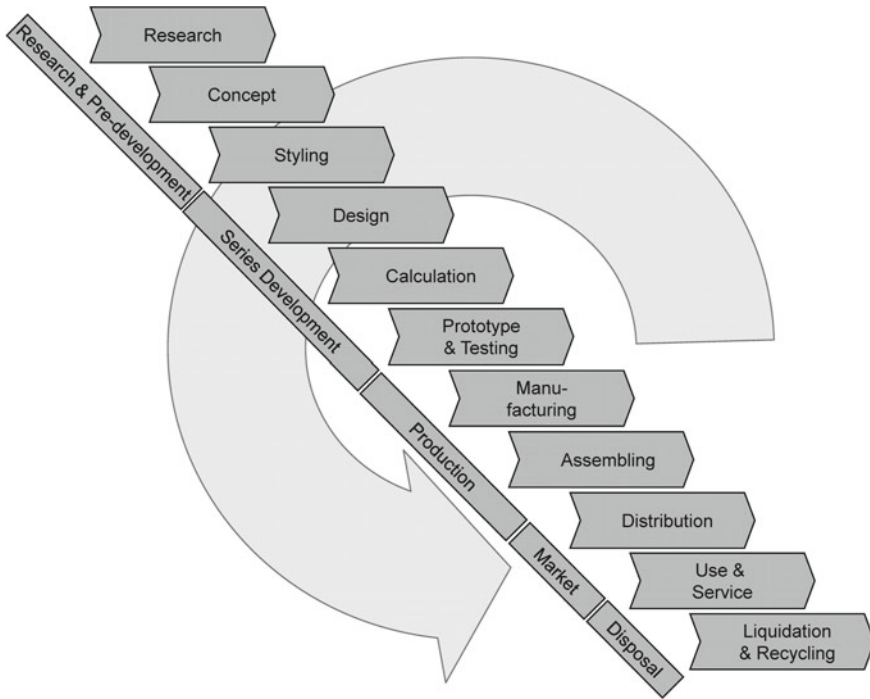 Research
Concept
Styling
Design
Calculation
Prototype
& Testing
Manu-
facturing
Assembling
Distribution
Use &
Service
Liquidation
& Recycling
Research & Pre-development
Series Development
Production
Market
Disposal